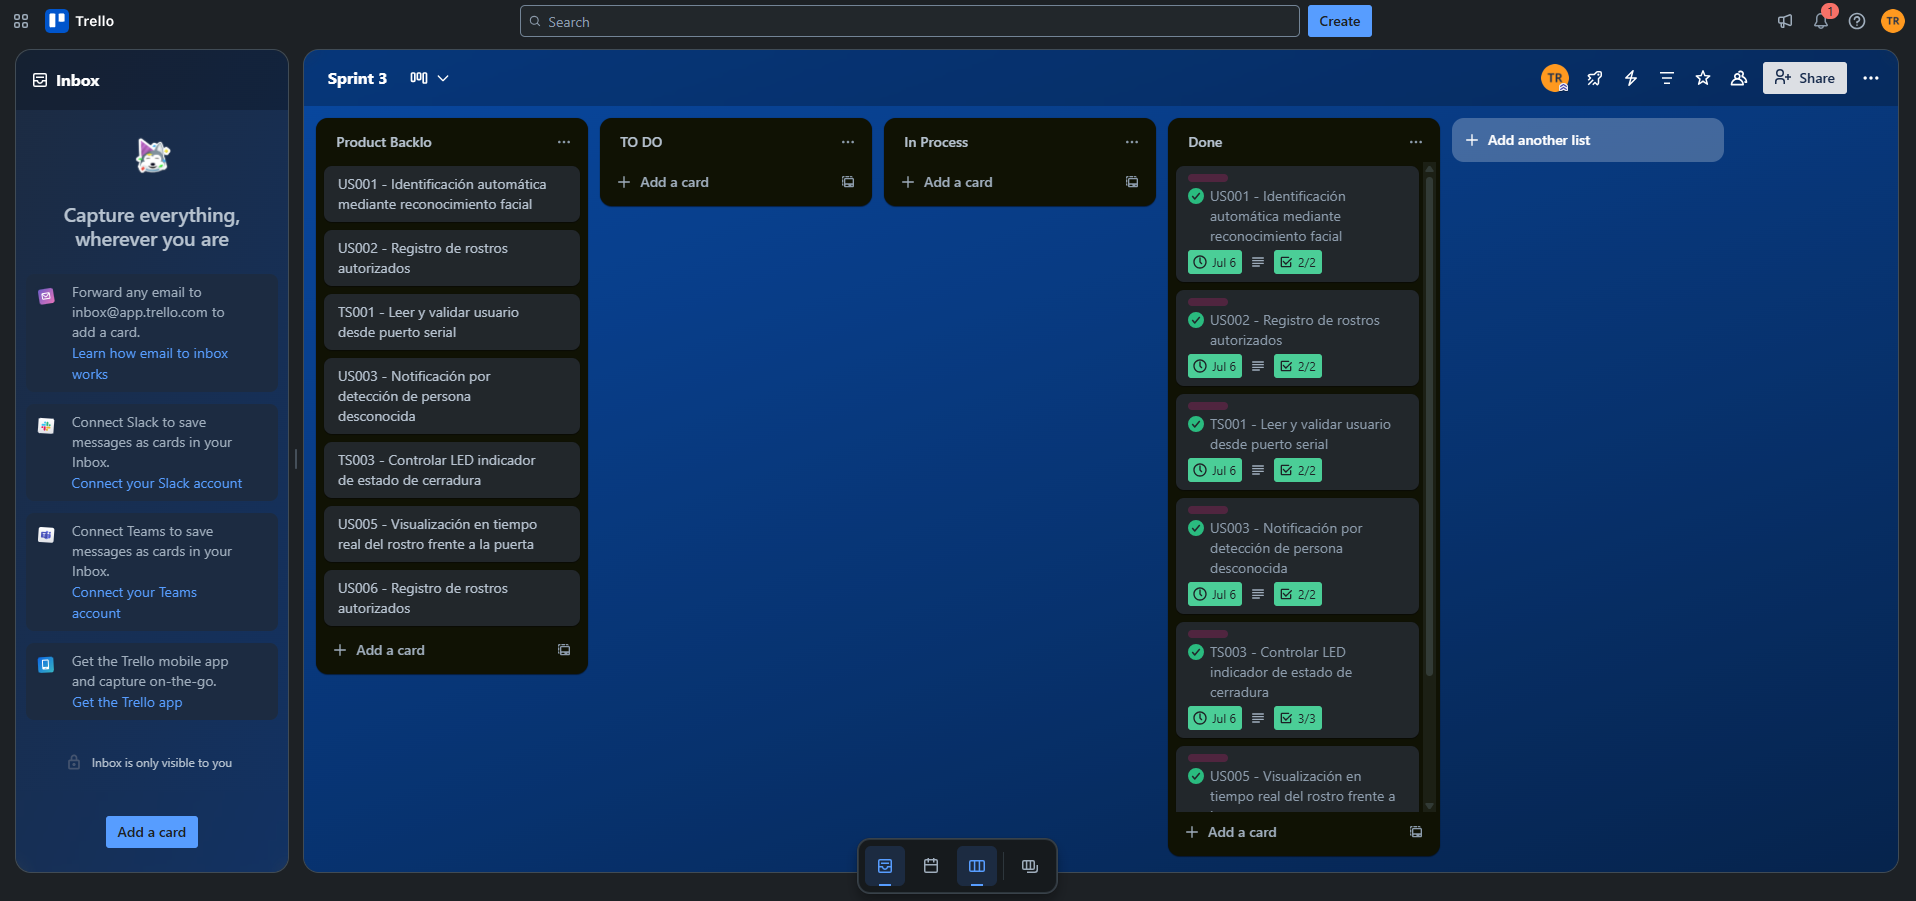 Trello
Search
Create
1
TR
Inbox
Capture everything,
wherever you are
Forward any email to
inbox@app.trello.com to
add a card.
Learn how email to inbox
works
Connect Slack to save
messages as cards in your
Inbox.
Connect your Slack account
Connect Teams to save
messages as cards in your
Inbox.
Connect your Teams
account
Get the Trello mobile app
and capture on-the-go.
Get the Trello app
Inbox is only visible to you
Add a card
Sprint 3
TR
Share
Product Backlo
US001 - Identificación automática
mediante reconocimiento facial
US002 - Registro de rostros
autorizados
TS001 - Leer y validar usuario
desde puerto serial
US003 - Notificación por
detección de persona
desconocida
TS003 - Controlar LED indicador
de estado de cerradura
US005 - Visualización en tiempo
real del rostro frente a la puerta
US006 - Registro de rostros
autorizados
Add a card
TO DO
Add a card
In Process
Add a card
Done
US001 - Identificación
automática mediante
reconocimiento facial
Jul 6
2/2
US002 - Registro de rostros
autorizados
Jul 6
2/2
TS001 - Leer y validar usuario
desde puerto serial
Jul 6
2/2
US003 - Notificación por
detección de persona
desconocida
Jul 6
2/2
TS003 - Controlar LED
indicador de estado de
cerradura
Jul 6
3/3
US005 - Visualización en
tiempo real del rostro frente a
Add a card
Add another list